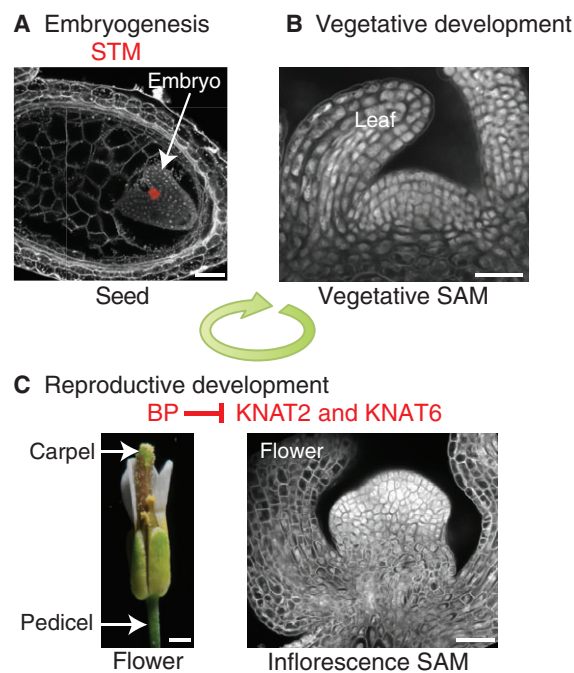 A Embryogenesis
STM
Embryo
Seed
B Vegetative development
Leaf
Vegetative SAM
C Reproductive development
BP KNAT2 and KNAT6
Carpel
Pedicel
Flower
Flower
Inflorescence SAM